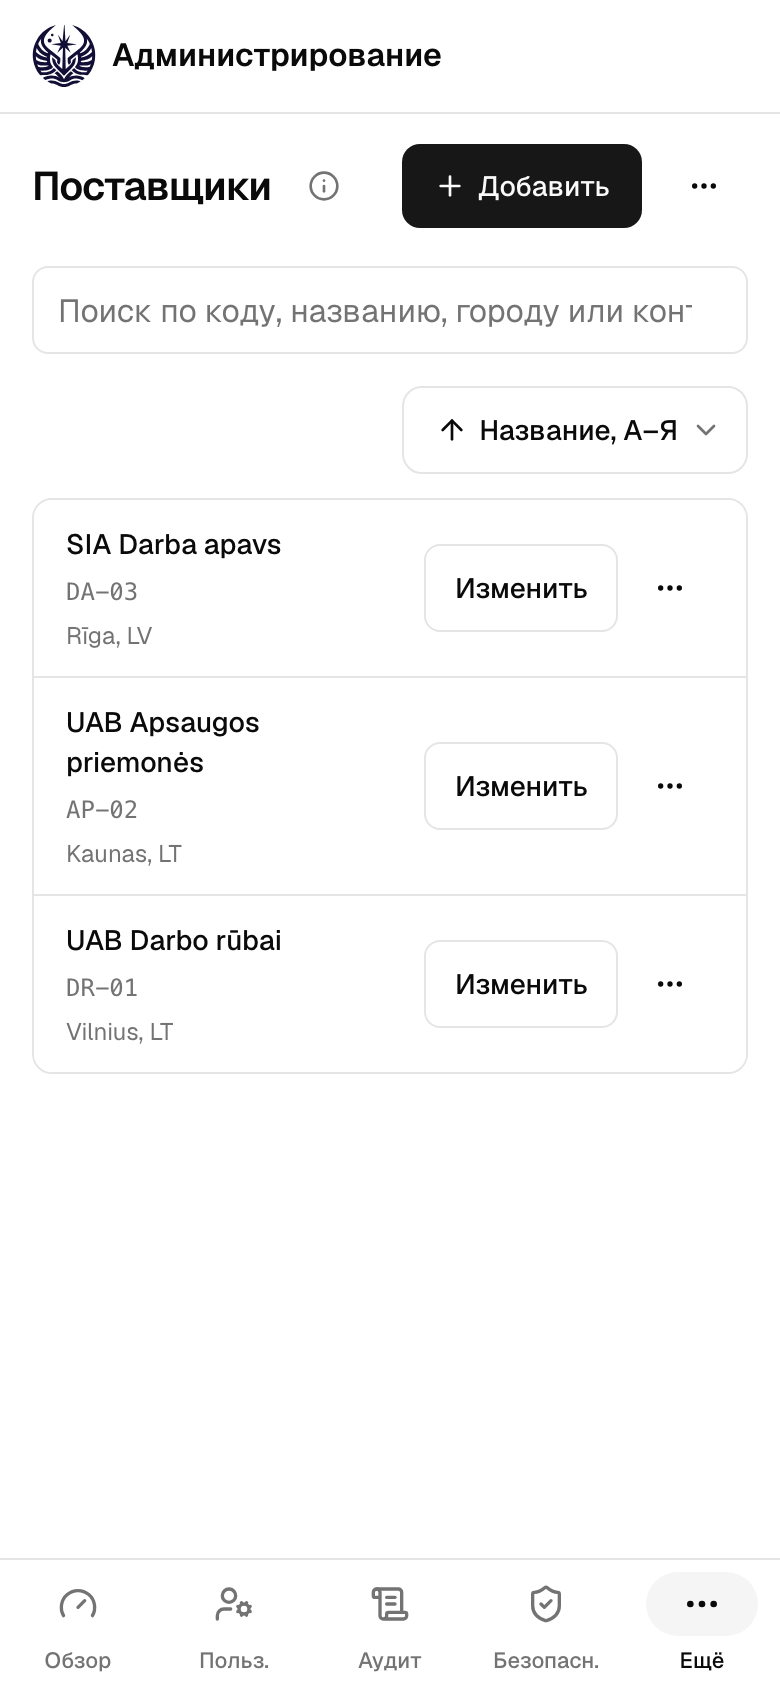 Администрирование
Поставщики
Добавить
Поиск по коду, названию, городу или конт
Название, А–Я
SIA Darba apavs
DA-03
Rīga, LV
Изменить
UAB Apsaugos
priemonės
AP-02
Kaunas, LT
Изменить
UAB Darbo rūbai
DR-01
Vilnius, LT
Изменить
Обзор
Польз.
Аудит
Безопасн.
Ещё